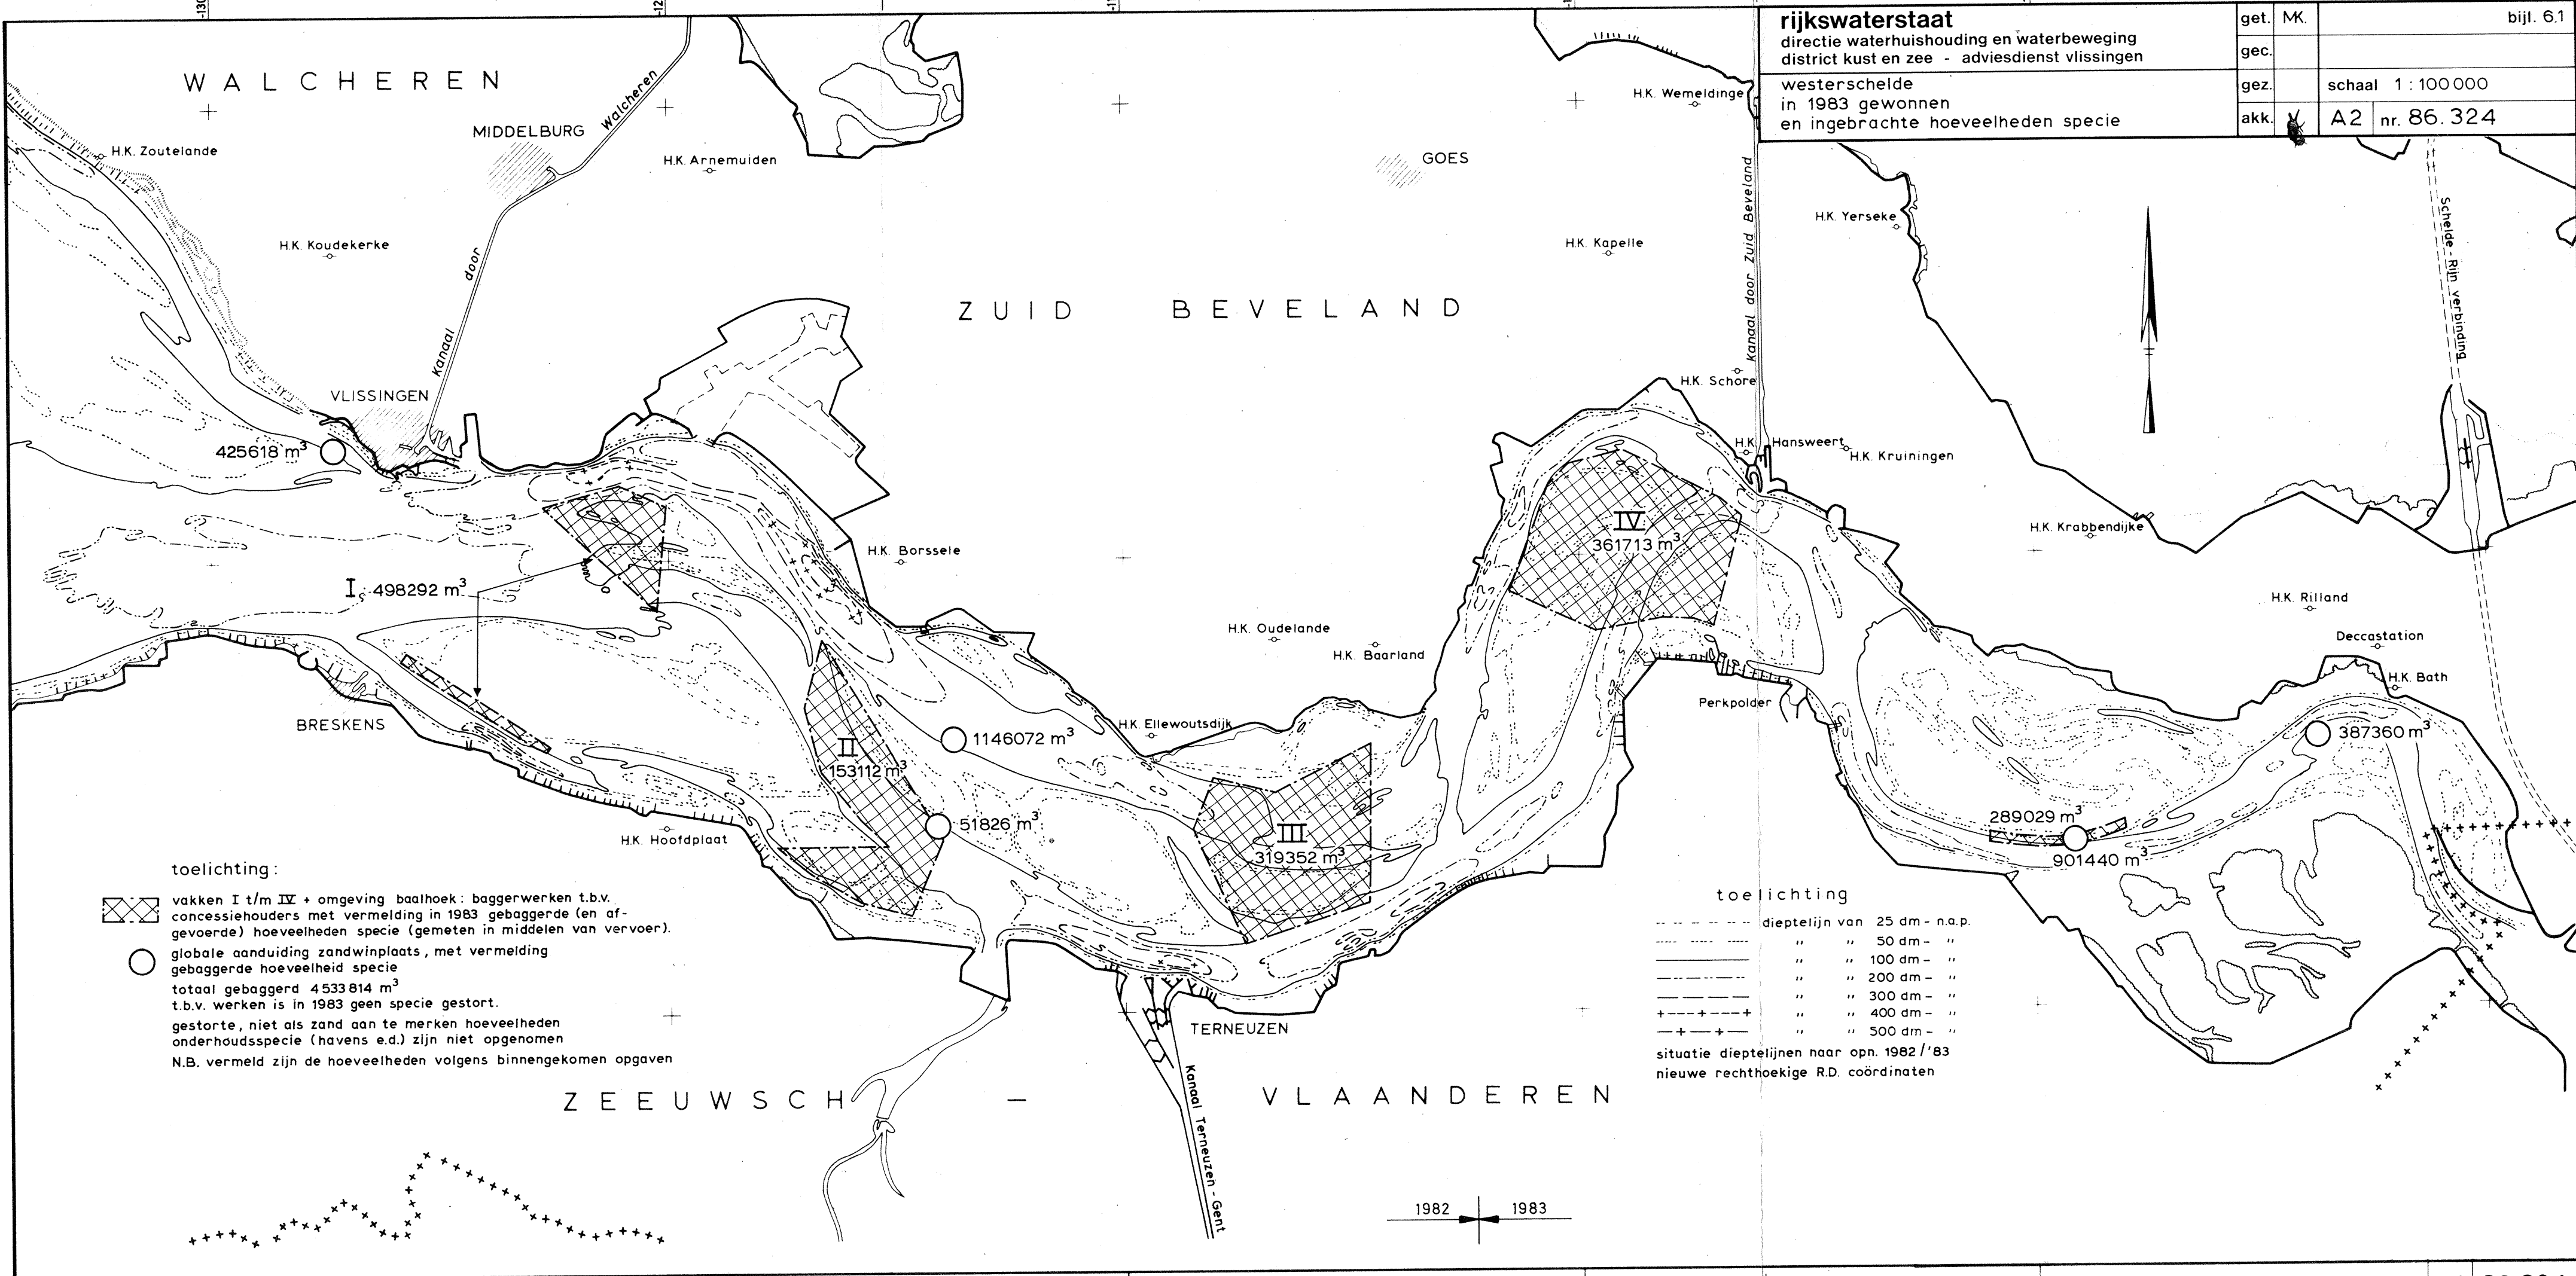 rijkswaterstaat
directie waterhuishouding en waterbeweging
district kust en zee - adviesdienst vlissingen
westerschelde
in 1983 gewonnen
en ingebrachte hoeveelheden specie
get. MK.
gec.
gez.
akk.
bijl. 6.1
schaal 1 : 100 000
A2 nr. 86.324
WALCHEREN
MIDDELBURG
Kanaal door Walcheren
H.K. Zoutelande
H.K. Arnemuiden
H.K. Koudekerke
VLISSINGEN
425618 m³
GOES
H.K. Wemeldinge
H.K. Yerseke
H.K. Kapelle
Kanaal door Zuid Beveland
Schelde - Rijn verbinding
ZUID BEVELAND
H.K. Schore
H.K. Hansweert
H.K. Kruiningen
H.K. Krabbendijke
H.K. Rilland
Deccastation
H.K. Bath
H.K. Borssele
I 498292 m³
IV
361713 m³
H.K. Oudelande
H.K. Baarland
Perkpolder
BRESKENS
H.K. Ellewoutsdijk
1146072 m³
II
153112 m³
51826 m³
III
319352 m³
387360 m³
289029 m³
901440 m³
H.K. Hoofdplaat
toelichting :
vakken I t/m IV + omgeving baalhoek : baggerwerken t.b.v.
concessiehouders met vermelding in 1983 gebaggerde (en af-
gevoerde) hoeveelheden specie (gemeten in middelen van vervoer).
globale aanduiding zandwinplaats, met vermelding
gebaggerde hoeveelheid specie
totaal gebaggerd 4533814 m³
t.b.v. werken is in 1983 geen specie gestort.
gestorte, niet als zand aan te merken hoeveelheden
onderhoudsspecie (havens e.d.) zijn niet opgenomen
N.B. vermeld zijn de hoeveelheden volgens binnengekomen opgaven
toelichting
dieptelijn van 25 dm - n.a.p.
" " 50 dm - "
" " 100 dm - "
" " 200 dm - "
" " 300 dm - "
" " 400 dm - "
" " 500 dm - "
situatie dieptelijnen naar opn. 1982/'83
nieuwe rechthoekige R.D. coördinaten
TERNEUZEN
Kanaal Terneuzen - Gent
ZEEUWSCH - VLAANDEREN
1982 1983